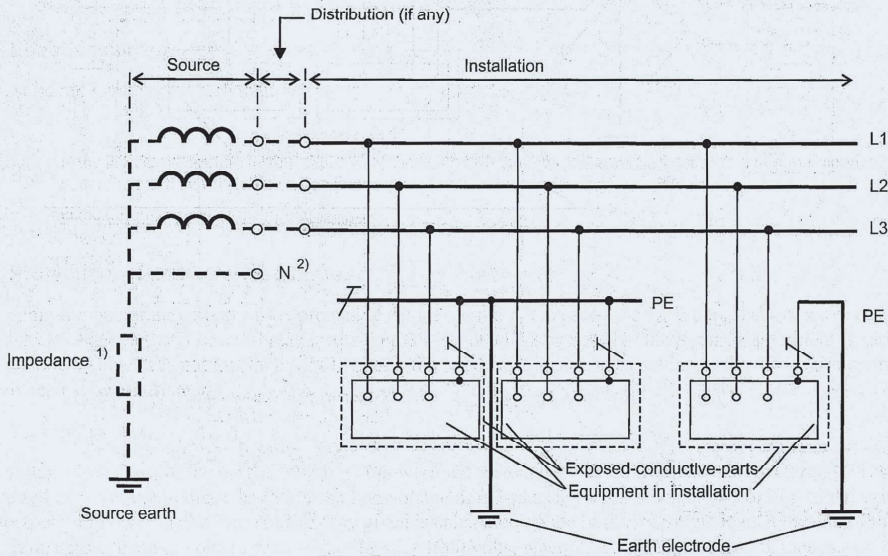 Distribution (if any)
Source
Installation
L1
L2
L3
N 2)
PE
PE
Impedance 1)
Exposed-conductive-parts
Equipment in installation
Source earth
Earth electrode